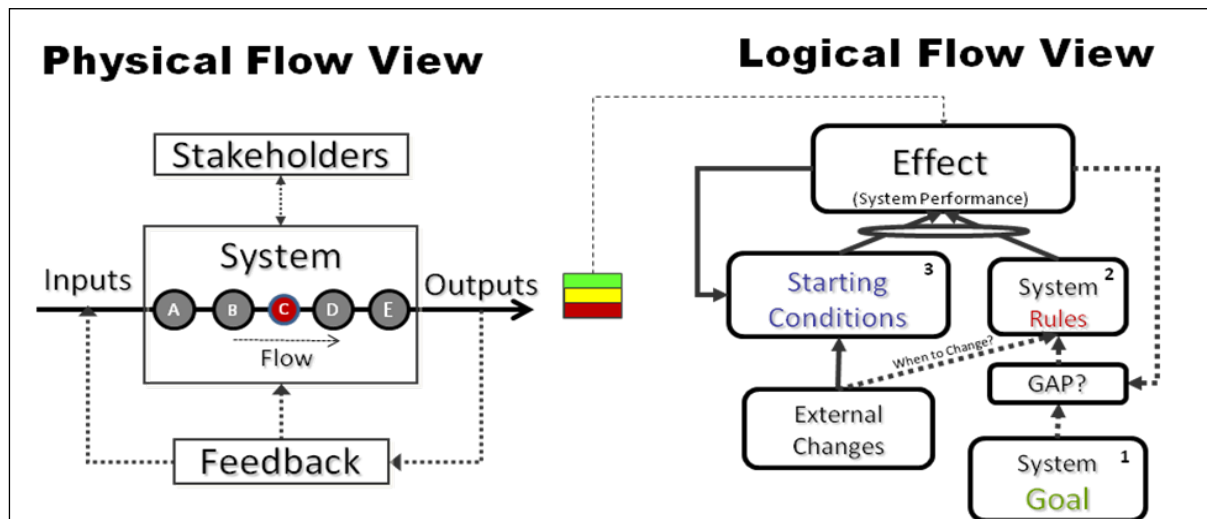 Physical Flow View
Stakeholders
System
Inputs
Outputs
A B C D E
Flow
Feedback
Logical Flow View
Effect
(System Performance)
3
Starting
Conditions
2
System
Rules
When to Change?
GAP?
External
Changes
1
System
Goal